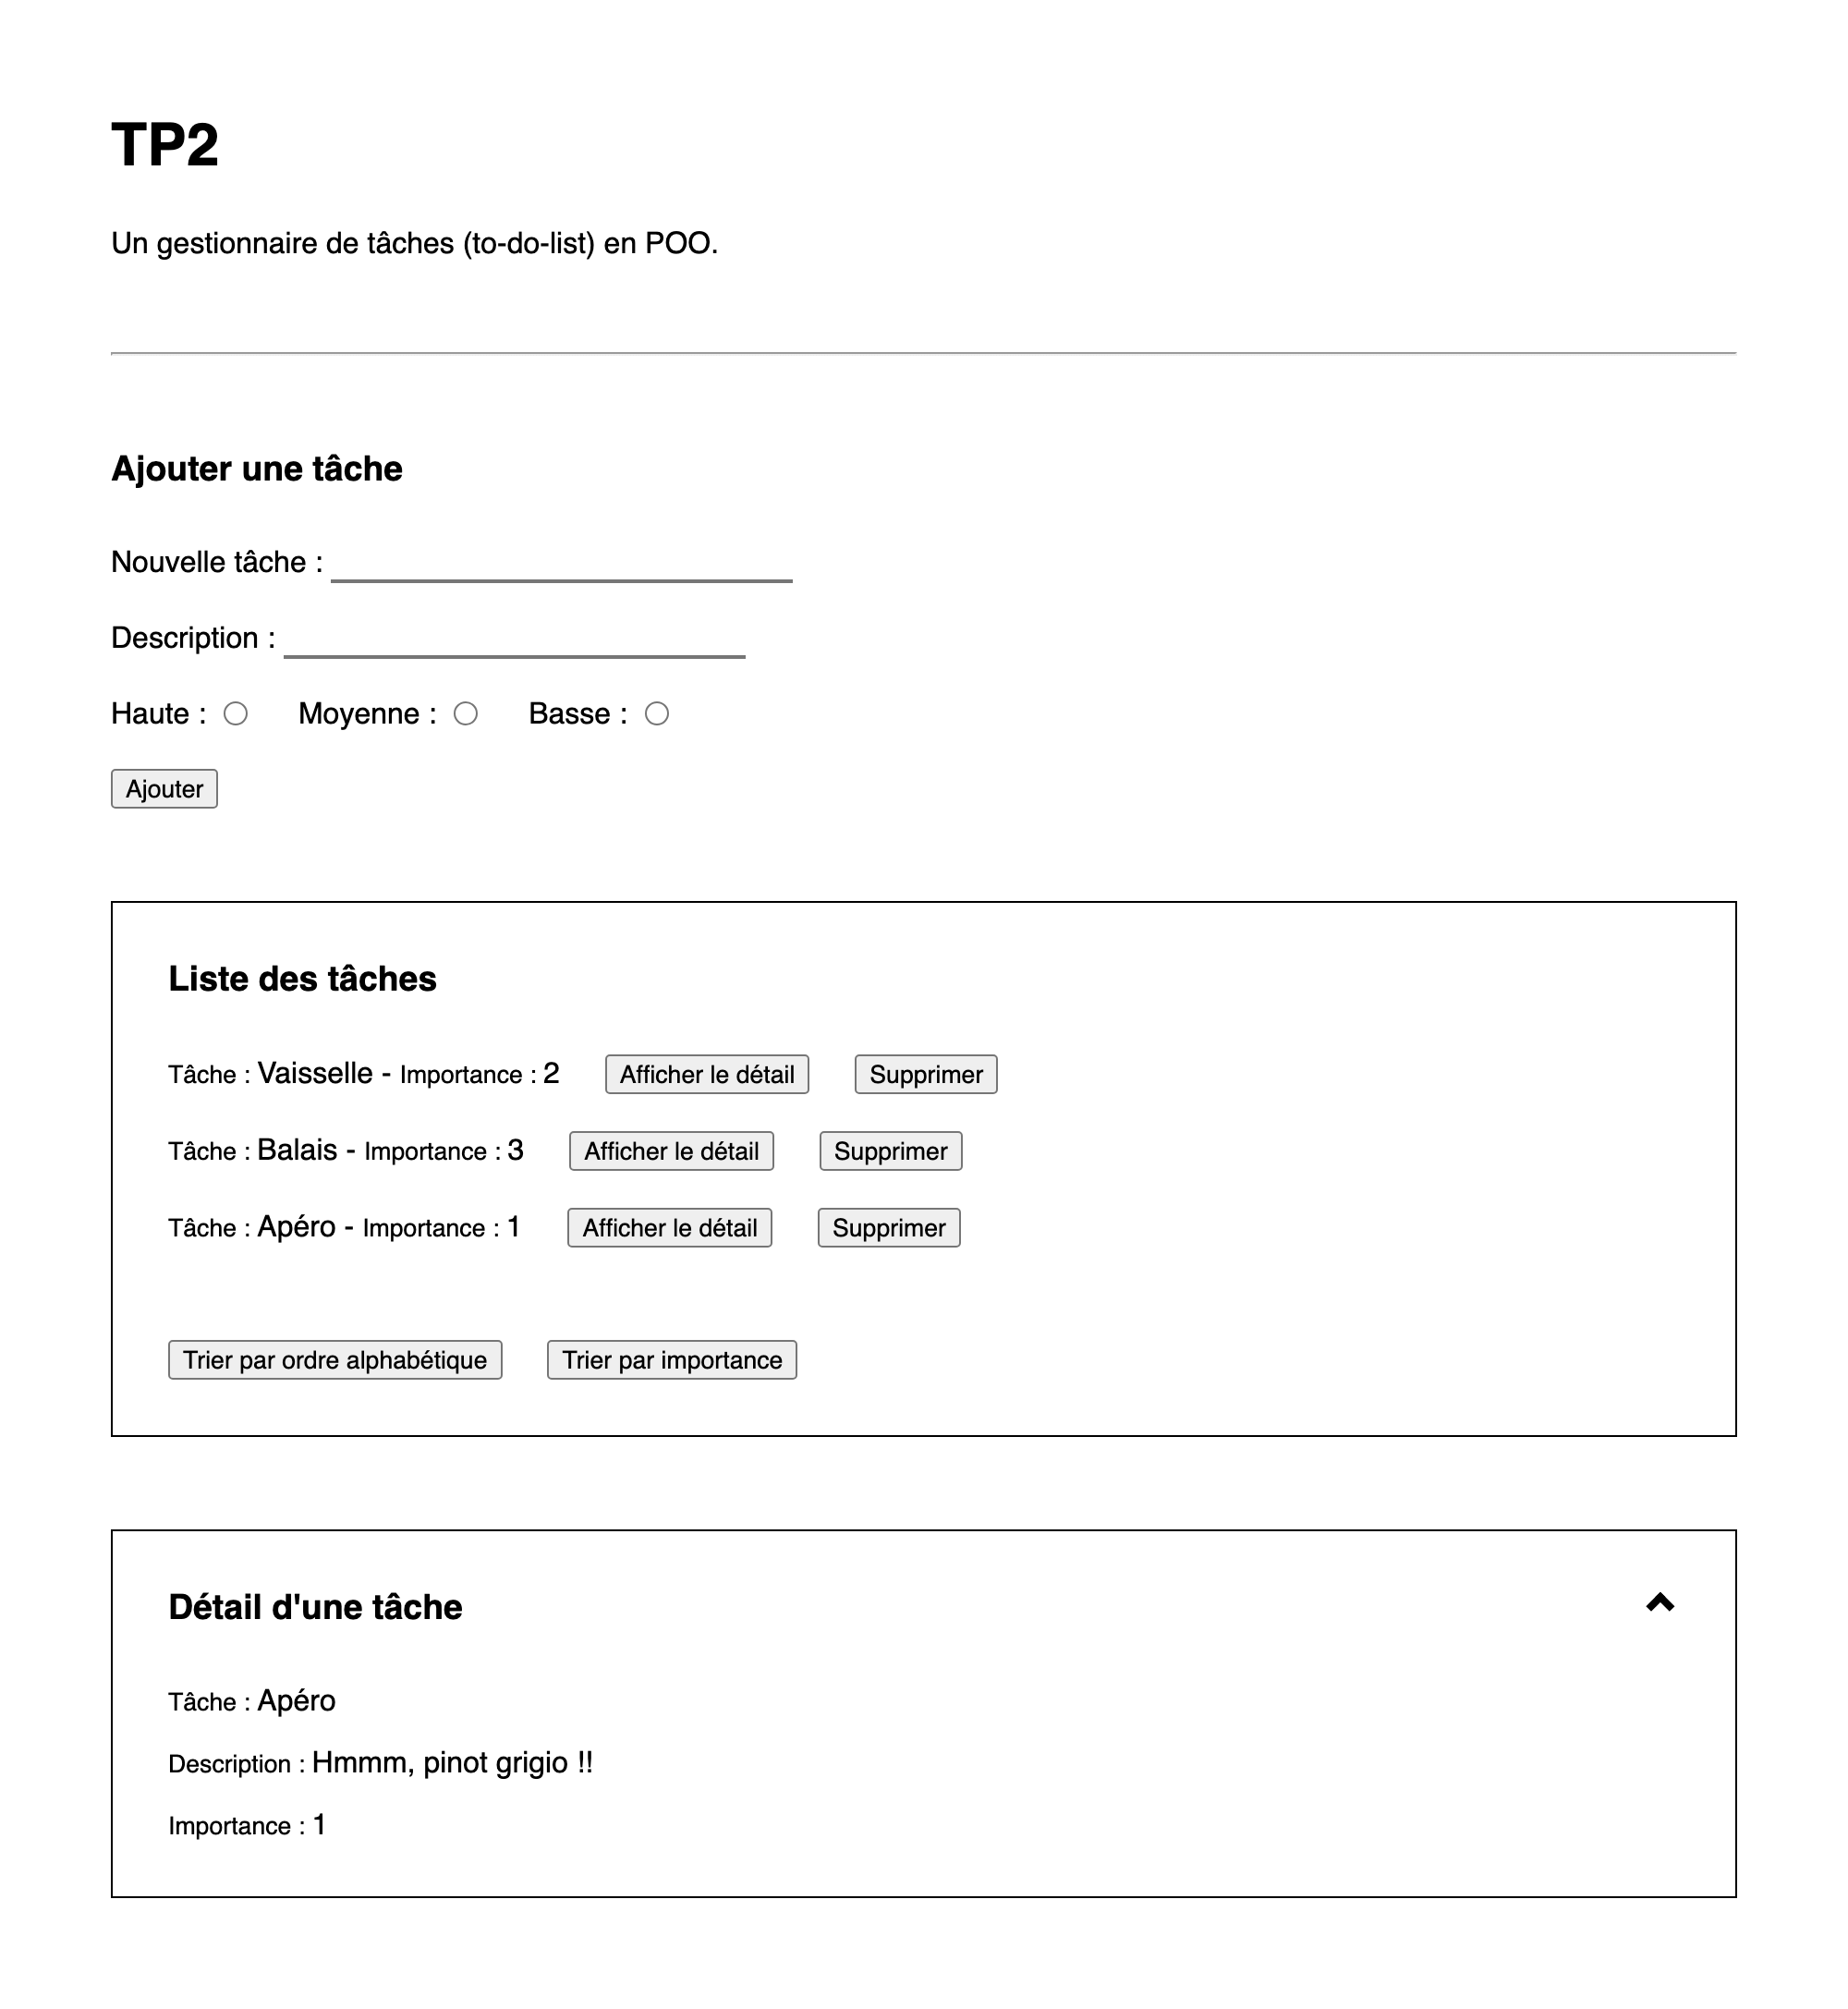 TP2
Un gestionnaire de tâches (to-do-list) en POO.
Ajouter une tâche
Nouvelle tâche :
Description :
Haute : Moyenne : Basse :
Ajouter
Liste des tâches
Tâche : Vaisselle - Importance : 2 Afficher le détail Supprimer
Tâche : Balais - Importance : 3 Afficher le détail Supprimer
Tâche : Apéro - Importance : 1 Afficher le détail Supprimer
Trier par ordre alphabétique Trier par importance
Détail d'une tâche
Tâche : Apéro
Description : Hmmm, pinot grigio !!
Importance : 1